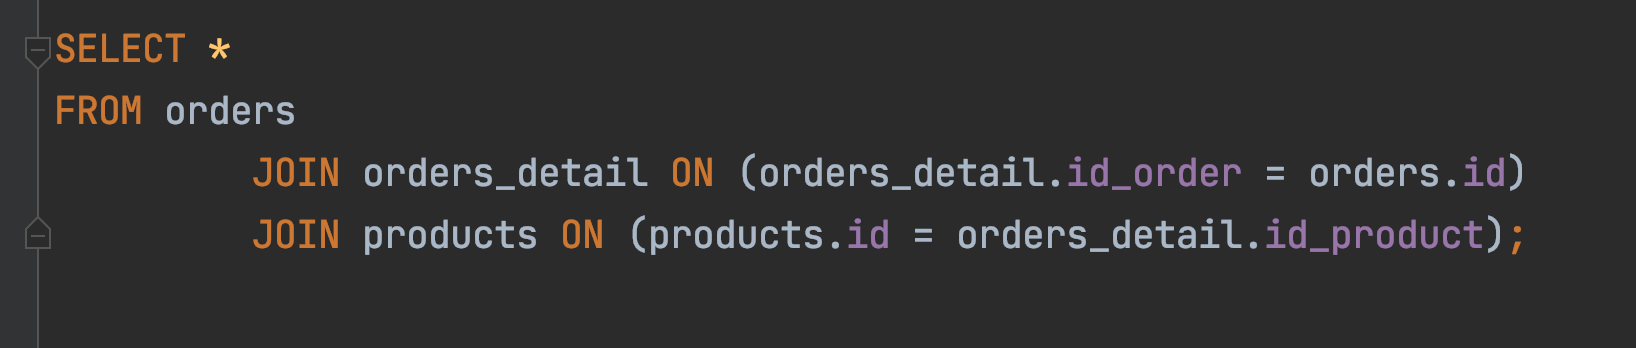 SELECT *
FROM orders
JOIN orders_detail ON (orders_detail.id_order = orders.id)
JOIN products ON (products.id = orders_detail.id_product);